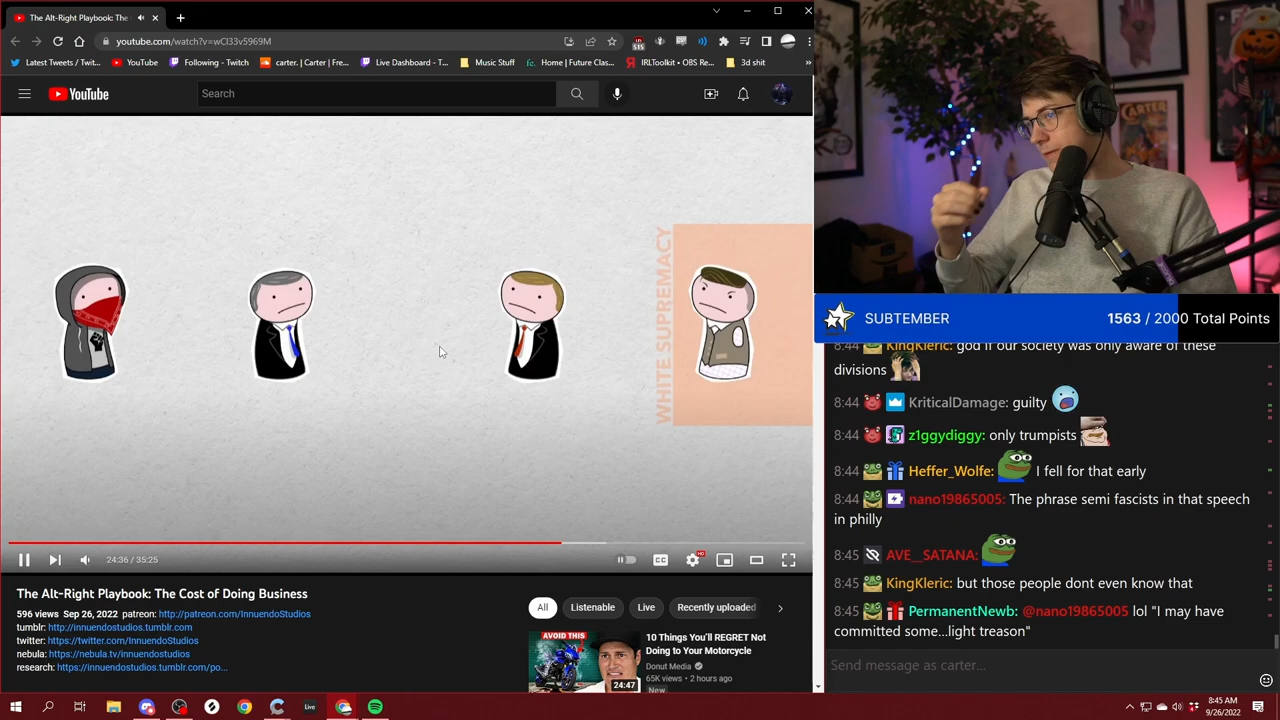 The Alt-Right Playbook: The
youtube.com/watch?v=wCl33v5969M
515
Latest Tweets / Twit...
YouTube
Following - Twitch
carter. | Carter | Fre...
Live Dashboard - T...
Music Stuff
Home | Future Clas...
IRLToolkit • OBS Re...
3d shit
YouTube
Search
WHITE SUPREMACY
24:36 / 35:25
CC
HD
The Alt-Right Playbook: The Cost of Doing Business
596 views Sep 26, 2022 patreon: http://patreon.com/InnuendoStudios
tumblr: http://innuendostudios.tumblr.com
twitter: https://twitter.com/InnuendoStudios
nebula: https://nebula.tv/innuendostudios
research: https://innuendostudios.tumblr.com/po...
All
Listenable
Live
Recently uploaded
AVOID THIS
24:47
10 Things You'll REGRET Not
Doing to Your Motorcycle
Donut Media
65K views • 2 hours ago
New
CARTER
SUBTEMBER
1563 / 2000 Total Points
8:44 KingKleric: god if our society was only aware of these
divisions
8:44 KriticalDamage: guilty
8:44 z1ggydiggy: only trumpists
8:44 Heffer_Wolfe: I fell for that early
8:44 nano19865005: The phrase semi fascists in that speech
in philly
8:45 AVE__SATANA:
8:45 KingKleric: but those people dont even know that
8:45 PermanentNewb: @nano19865005 lol "I may have
committed some...light treason"
Send message as carter...
Live
8:45 AM
9/26/2022